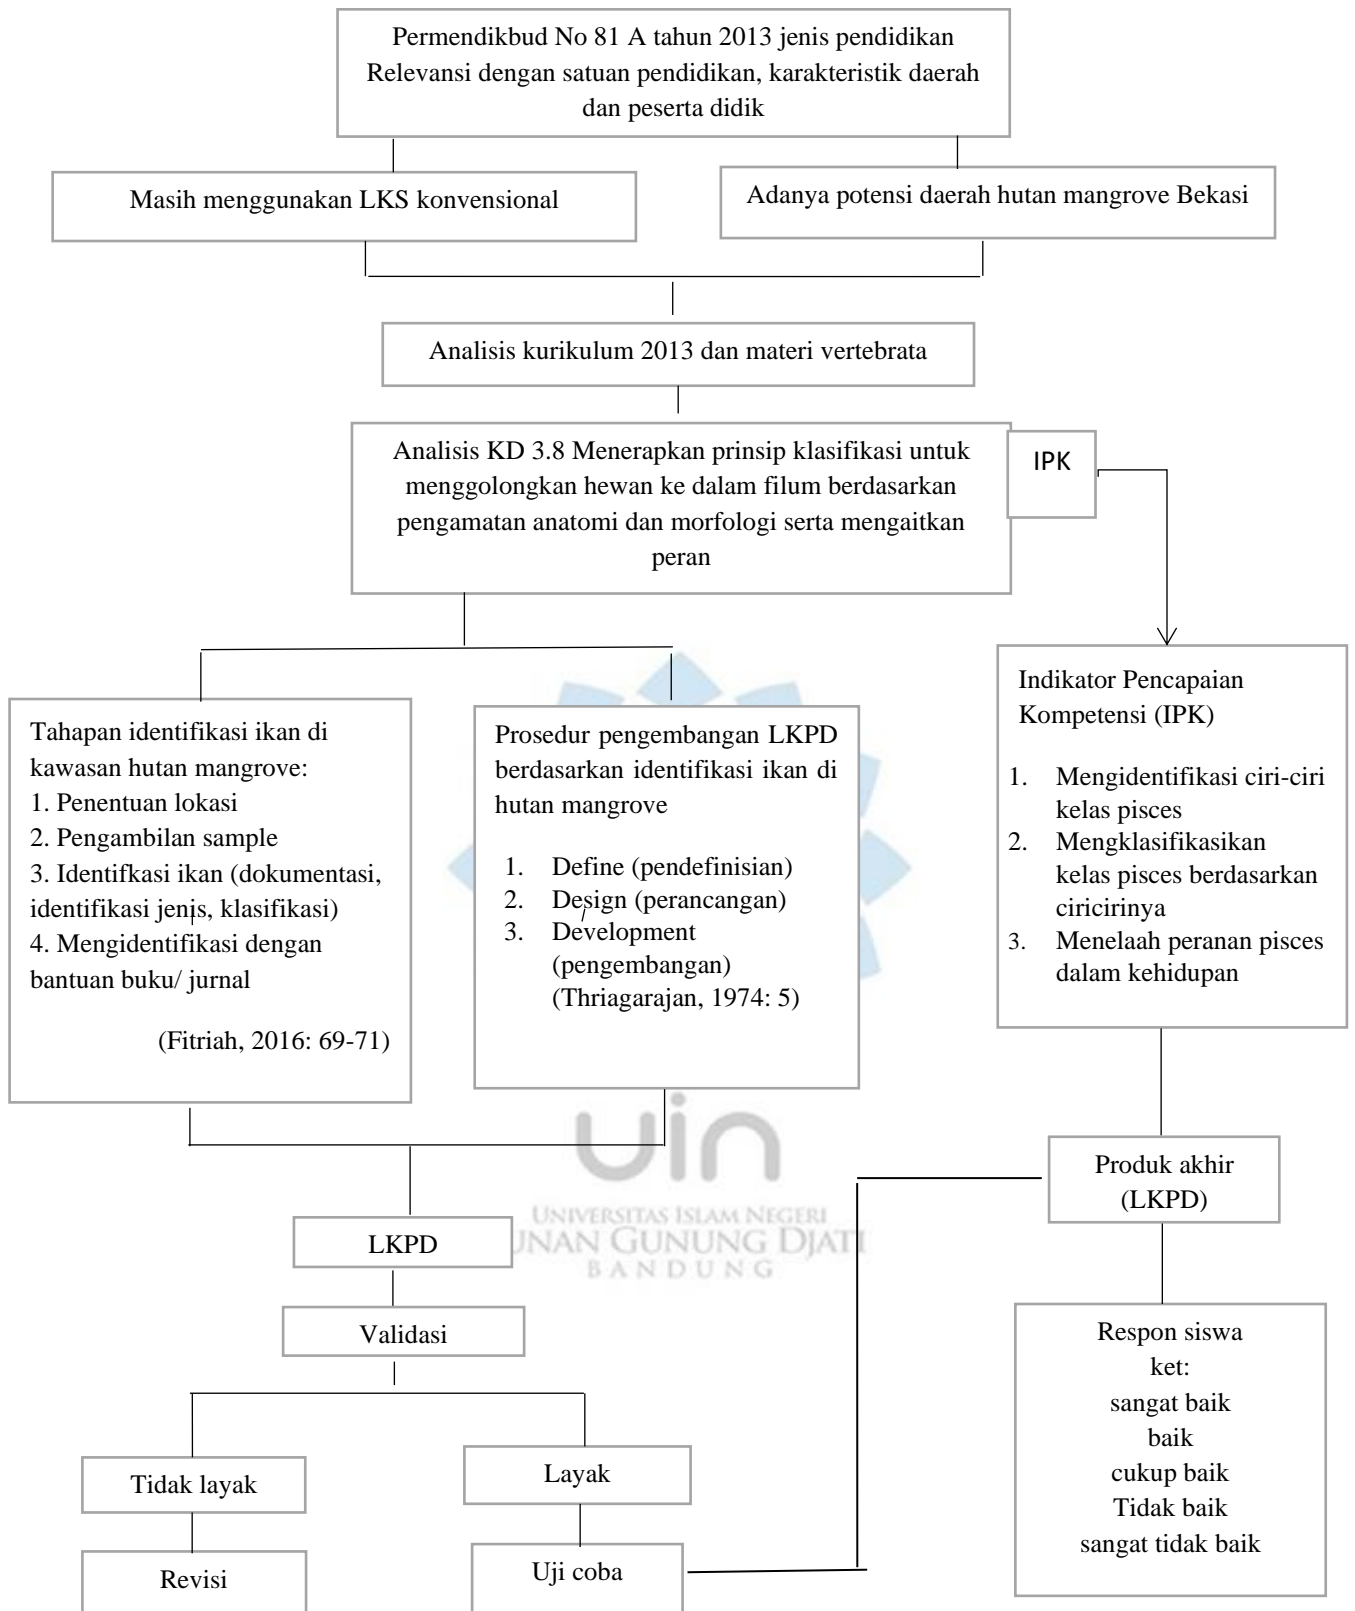 Permendikbud No 81 A tahun 2013 jenis pendidikan
Relevansi dengan satuan pendidikan, karakteristik daerah
dan peserta didik
Masih menggunakan LKS konvensional
Adanya potensi daerah hutan mangrove Bekasi
Analisis kurikulum 2013 dan materi vertebrata
Analisis KD 3.8 Menerapkan prinsip klasifikasi untuk
menggolongkan hewan ke dalam filum berdasarkan
pengamatan anatomi dan morfologi serta mengaitkan
peran
IPK
Tahapan identifikasi ikan di
kawasan hutan mangrove:
1. Penentuan lokasi
2. Pengambilan sample
3. Identifkasi ikan (dokumentasi,
identifikasi jenis, klasifikasi)
4. Mengidentifikasi dengan
bantuan buku/ jurnal
(Fitriah, 2016: 69-71)
Prosedur pengembangan LKPD
berdasarkan identifikasi ikan di
hutan mangrove
1. Define (pendefinisian)
2. Design (perancangan)
3. Development
(pengembangan)
(Thriagarajan, 1974: 5)
Indikator Pencapaian
Kompetensi (IPK)
1. Mengidentifikasi ciri-ciri
kelas pisces
2. Mengklasifikasikan
kelas pisces berdasarkan
ciricirinya
3. Menelaah peranan pisces
dalam kehidupan
uin
UNIVERSITAS ISLAM NEGERI
UNAN GUNUNG DJATI
BANDUNG
LKPD
Validasi
Tidak layak
Layak
Revisi
Uji coba
Produk akhir
(LKPD)
Respon siswa
ket:
sangat baik
baik
cukup baik
Tidak baik
sangat tidak baik